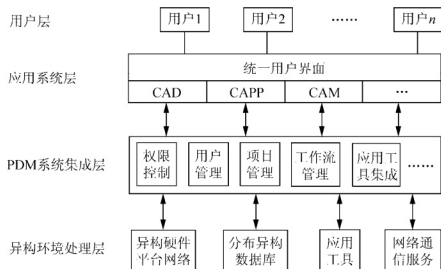 用户层 用户1 用户2 …… 用户n
应用系统层 统一用户界面
CAD CAPP CAM …
PDM系统集成层 权限 用户 项目 工作流 应用工 ……
控制 管理 管理 管理 具集成
异构环境处理层 异构硬件 分布异构 应用 网络通
平台网络 数据库 工具 信服务